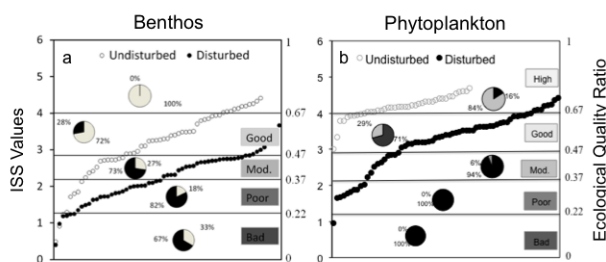 Benthos
Phytoplankton
ISS Values
Ecological Quality Ratio
6
5
4
3
2
1
0
a
Undisturbed
Disturbed
0%
100%
28%
72%
73%
27%
82%
18%
67%
33%
Good
Mod.
Poor
Bad
1
0.67
0.47
0.37
0.22
0
6
5
4
3
2
1
0
b
Undisturbed
Disturbed
84%
16%
29%
71%
6%
94%
0%
100%
0%
100%
High
Good
Mod.
Poor
Bad
1
0.67
0.47
0.37
0.22
0